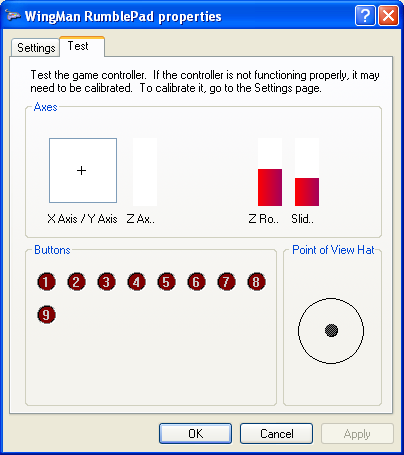 WingMan RumblePad properties
Settings
Test
Test the game controller. If the controller is not functioning properly, it may
need to be calibrated. To calibrate it, go to the Settings page.
Axes
X Axis / Y Axis
Z Ax..
Z Ro..
Slid..
Buttons
1 2 3 4 5 6 7 8
9
Point of View Hat
OK
Cancel
Apply